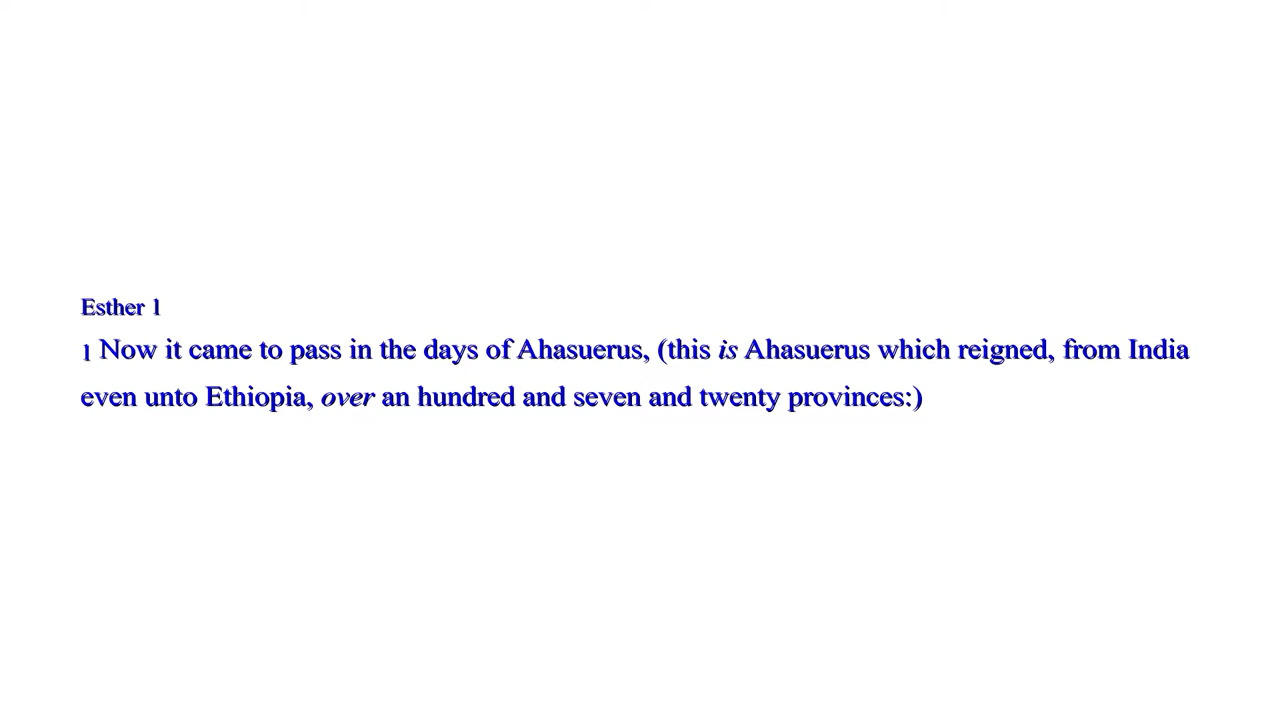 Esther 1
1 Now it came to pass in the days of Ahasuerus, (this is Ahasuerus which reigned, from India
even unto Ethiopia, over an hundred and seven and twenty provinces:)